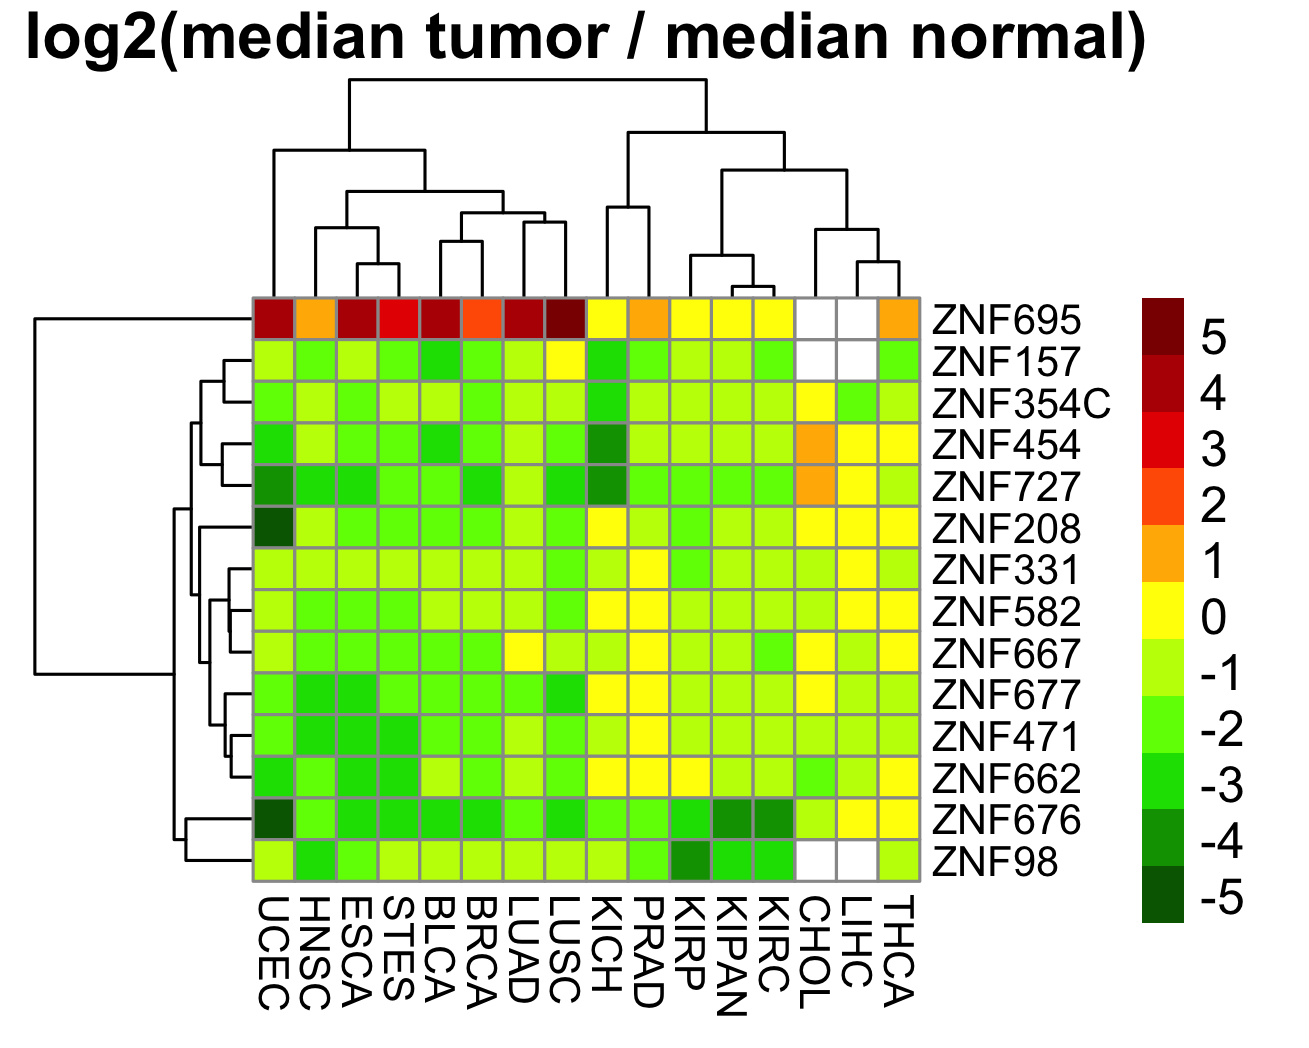 log2(median tumor / median normal)
ZNF695
ZNF157
ZNF354C
ZNF454
ZNF727
ZNF208
ZNF331
ZNF582
ZNF667
ZNF677
ZNF471
ZNF662
ZNF676
ZNF98
5
4
3
2
1
0
-1
-2
-3
-4
-5
UCEC
HNSC
ESCA
STES
BLCA
BRCA
LUAD
LUSC
KICH
PRAD
KIRP
KIPAN
KIRC
CHOL
LIHC
THCA